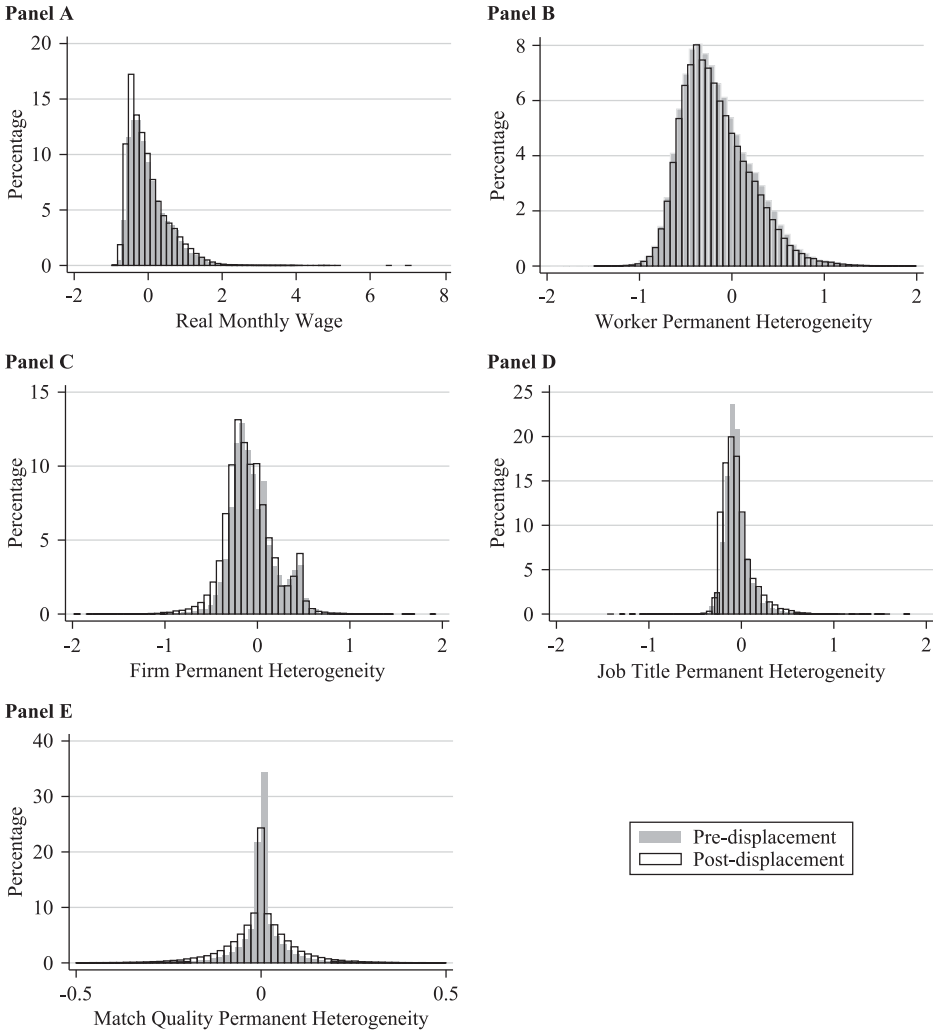 Panel A
20
15
10
5
0
Percentage
-2 0 2 4 6 8
Real Monthly Wage
Panel B
8
6
4
2
0
Percentage
-2 -1 0 1 2
Worker Permanent Heterogeneity
Panel C
15
10
5
0
Percentage
-2 -1 0 1 2
Firm Permanent Heterogeneity
Panel D
25
20
15
10
5
0
Percentage
-2 -1 0 1 2
Job Title Permanent Heterogeneity
Panel E
40
30
20
10
0
Percentage
-0.5 0 0.5
Match Quality Permanent Heterogeneity
Pre-displacement
Post-displacement